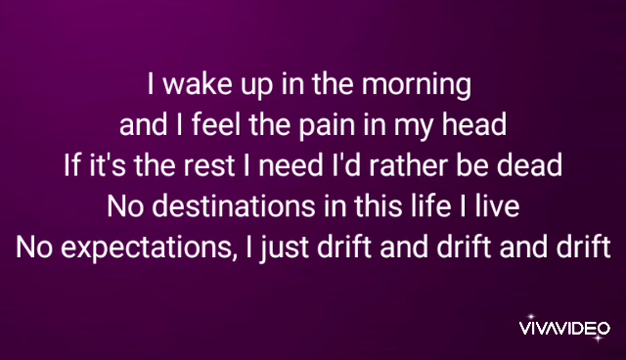 I wake up in the morning
and I feel the pain in my head
If it's the rest I need I'd rather be dead
No destinations in this life I live
No expectations, I just drift and drift and drift
VIVAVIDEO